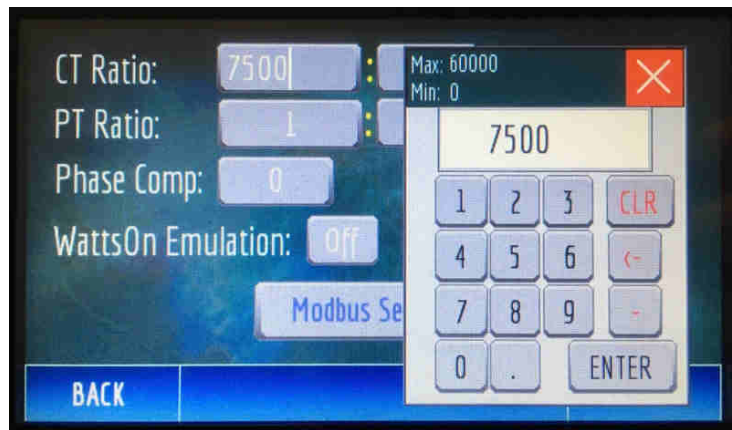 CT Ratio: 7500 :
PT Ratio: 1 :
Phase Comp: 0
WattsOn Emulation: Off
Modbus Se
BACK
Max: 60000
Min: 0
7500
1 2 3 CLR
4 5 6 <-
7 8 9 -
0 . ENTER